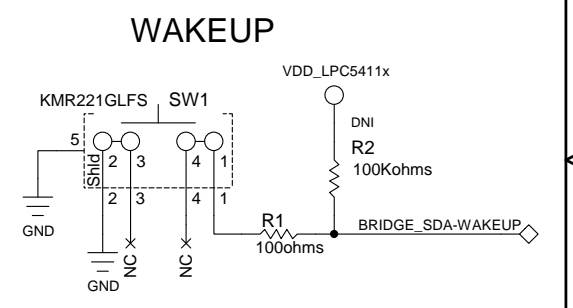 WAKEUP
VDD_LPC5411x
KMR221GLFS SW1
DNI
R2
100Kohms
5
Shld
2 3 4 1
2 3 4 1
GND
R1
100ohms
BRIDGE_SDA-WAKEUP
NC
NC
GND